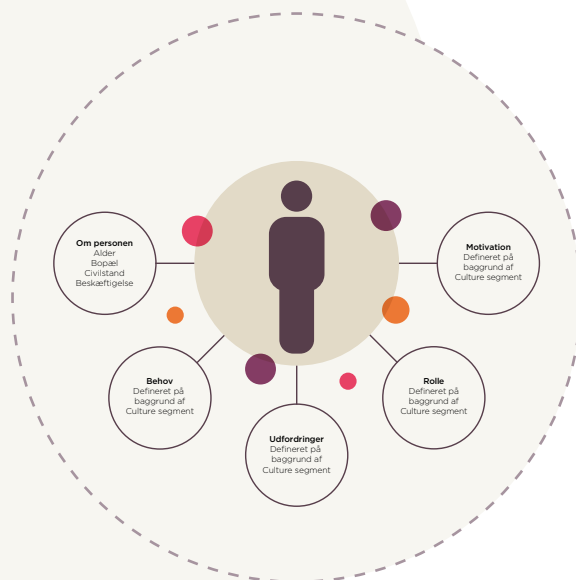 Om personen
Alder
Bopæl
Civilstand
Beskæftigelse
Motivation
Defineret på
baggrund af
Culture segment
Behov
Defineret på
baggrund af
Culture segment
Rolle
Defineret på
baggrund af
Culture segment
Udfordringer
Defineret på
baggrund af
Culture segment